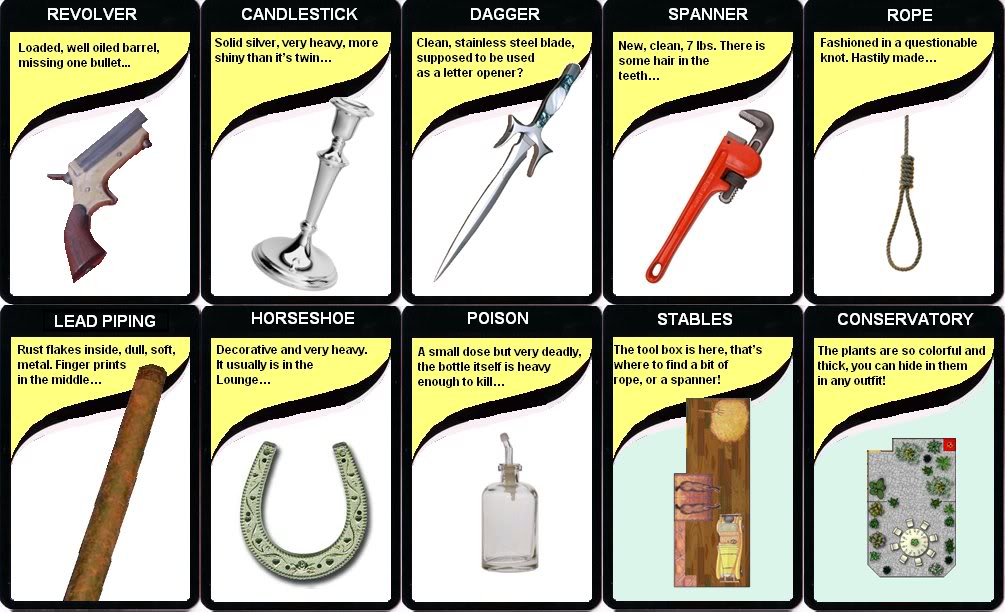 REVOLVER
Loaded, well oiled barrel,
missing one bullet...
CANDLESTICK
Solid silver, very heavy, more
shiny than it's twin...
DAGGER
Clean, stainless steel blade,
supposed to be used
as a letter opener?
SPANNER
New, clean, 7 lbs. There is
some hair in the
teeth...
ROPE
Fashioned in a questionable
knot. Hastily made...
LEAD PIPING
Rust flakes inside, dull, soft,
metal. Finger prints
in the middle...
HORSESHOE
Decorative and very heavy.
It usually is in the
Lounge...
POISON
A small dose but very deadly,
the bottle itself is heavy
enough to kill...
STABLES
The tool box is here, that's
where to find a bit of
rope, or a spanner!
CONSERVATORY
The plants are so colorful and
thick, you can hide in them
in any outfit!